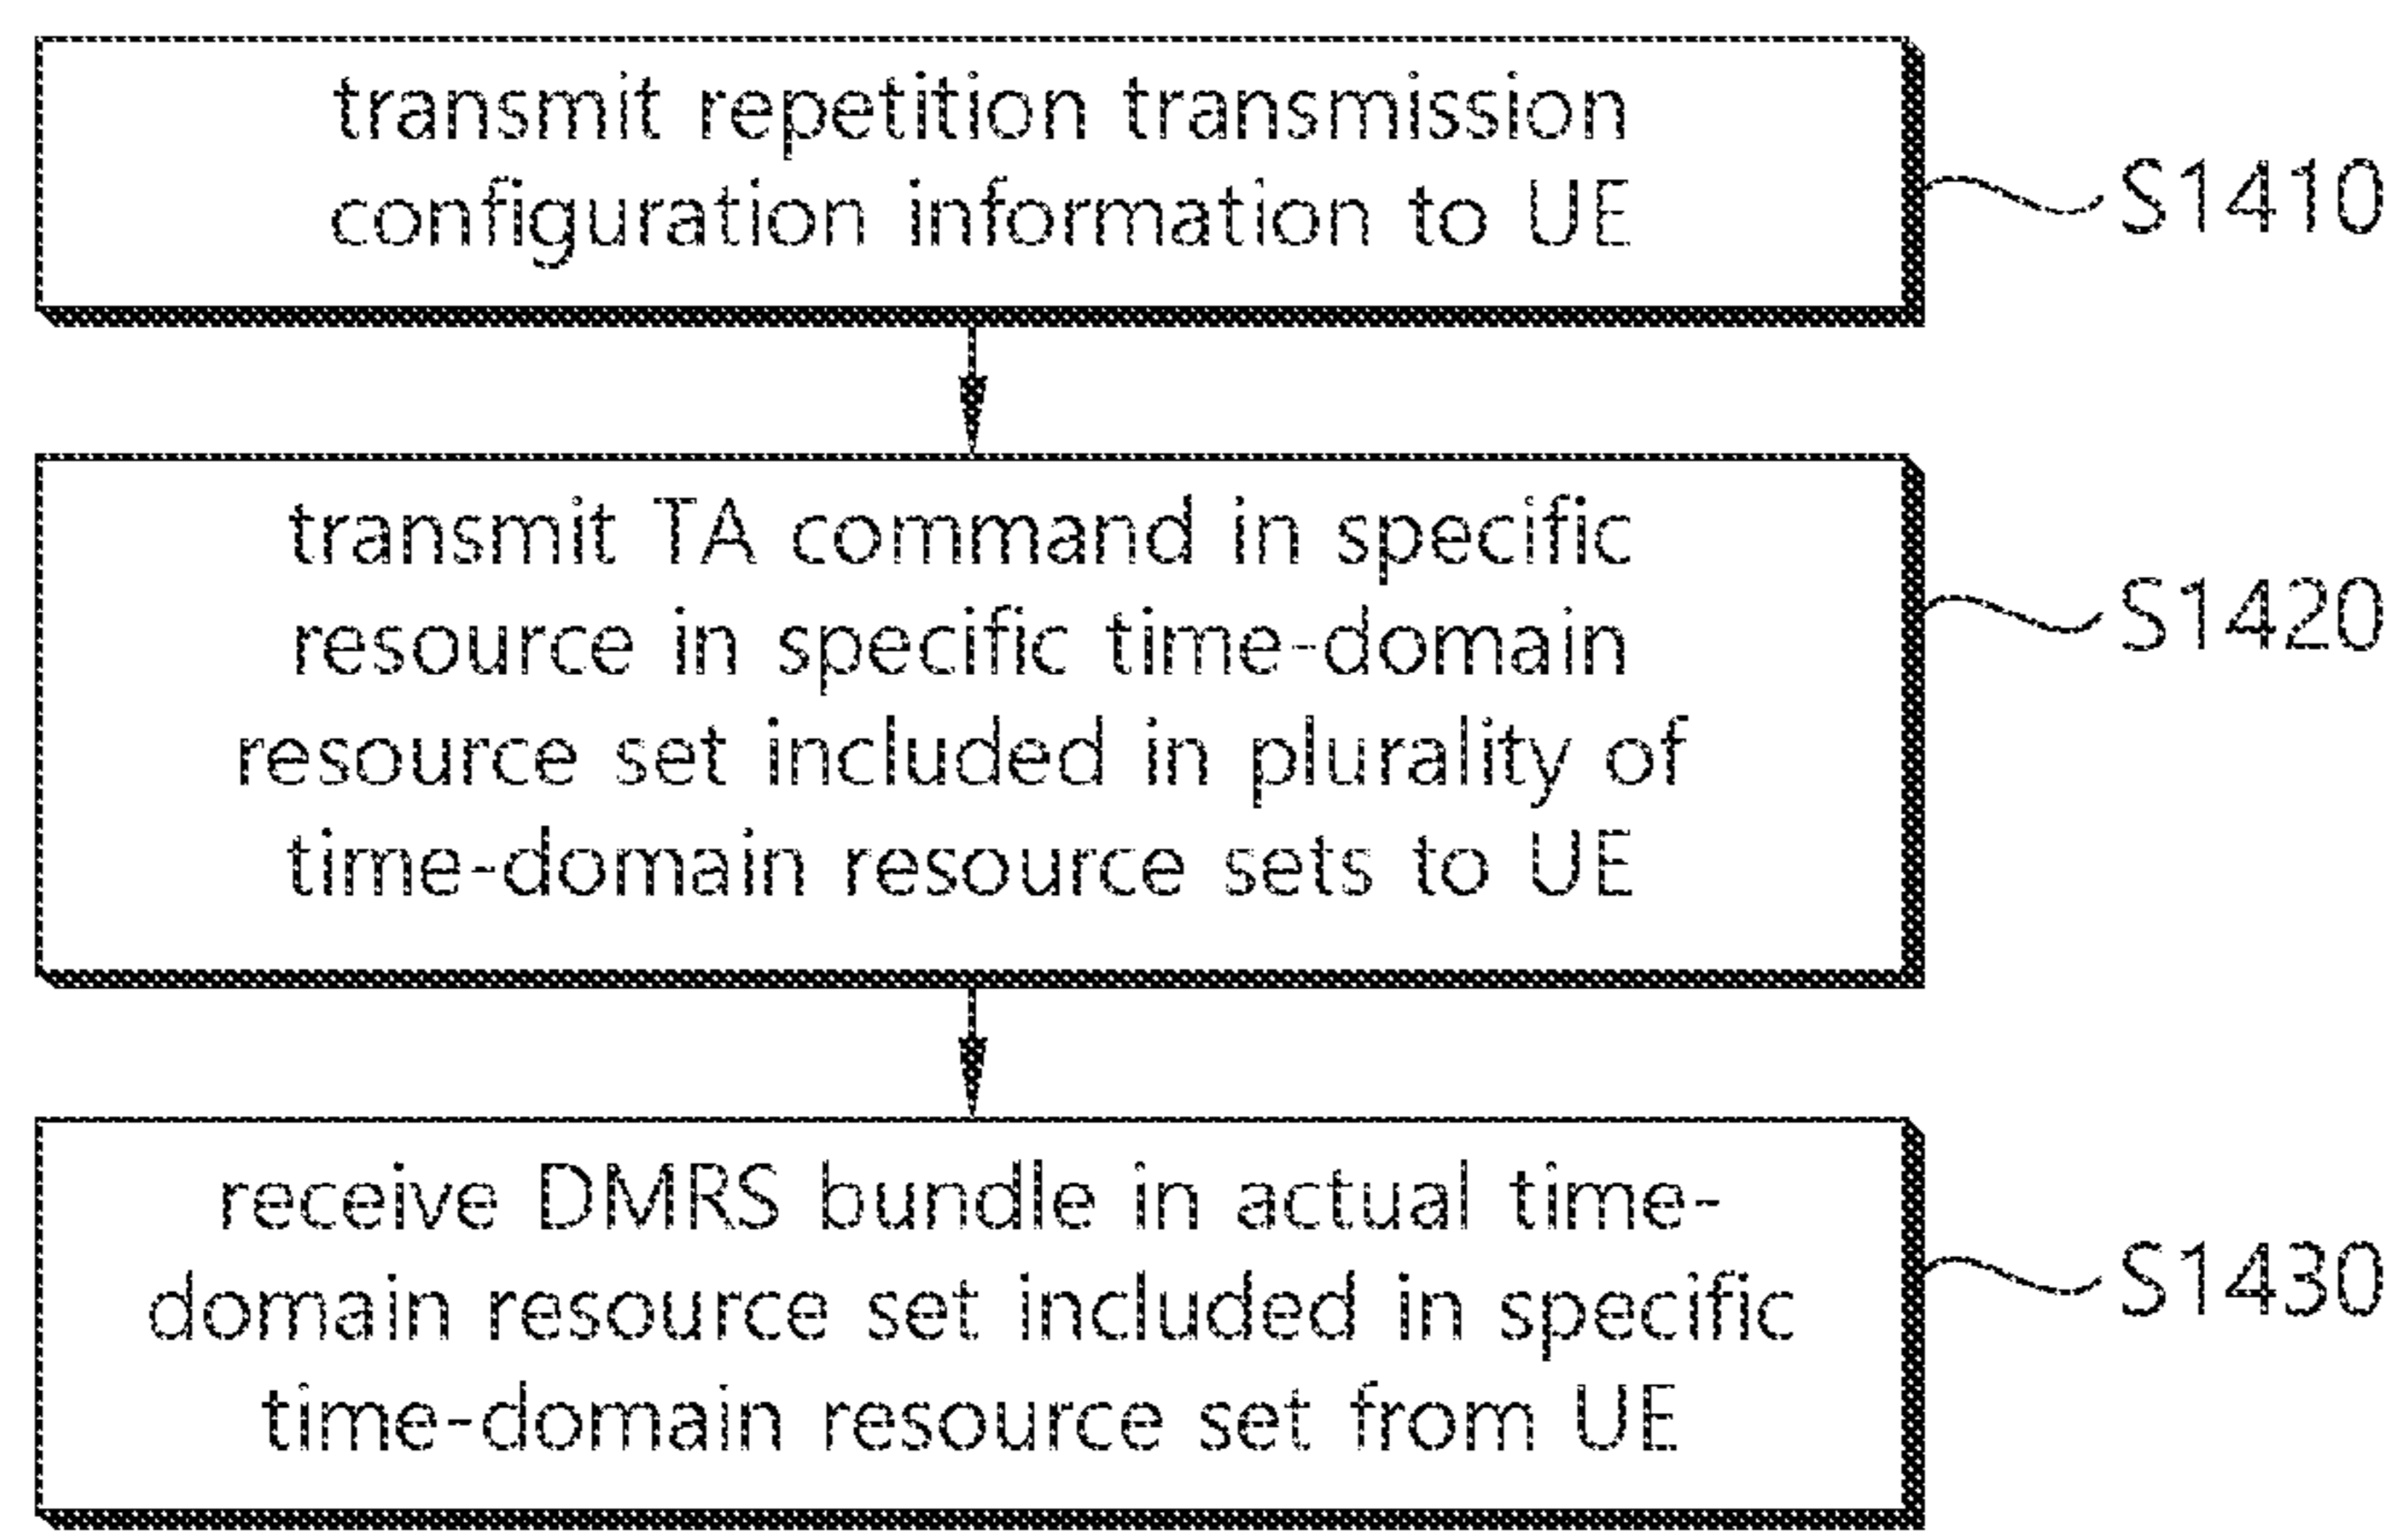 transmit repetition transmission
configuration information to UE
S1410
transmit TA command in specific
resource in specific time-domain
resource set included in plurality of
time-domain resource sets to UE
S1420
receive DMRS bundle in actual time-
domain resource set included in specific
time-domain resource set from UE
S1430